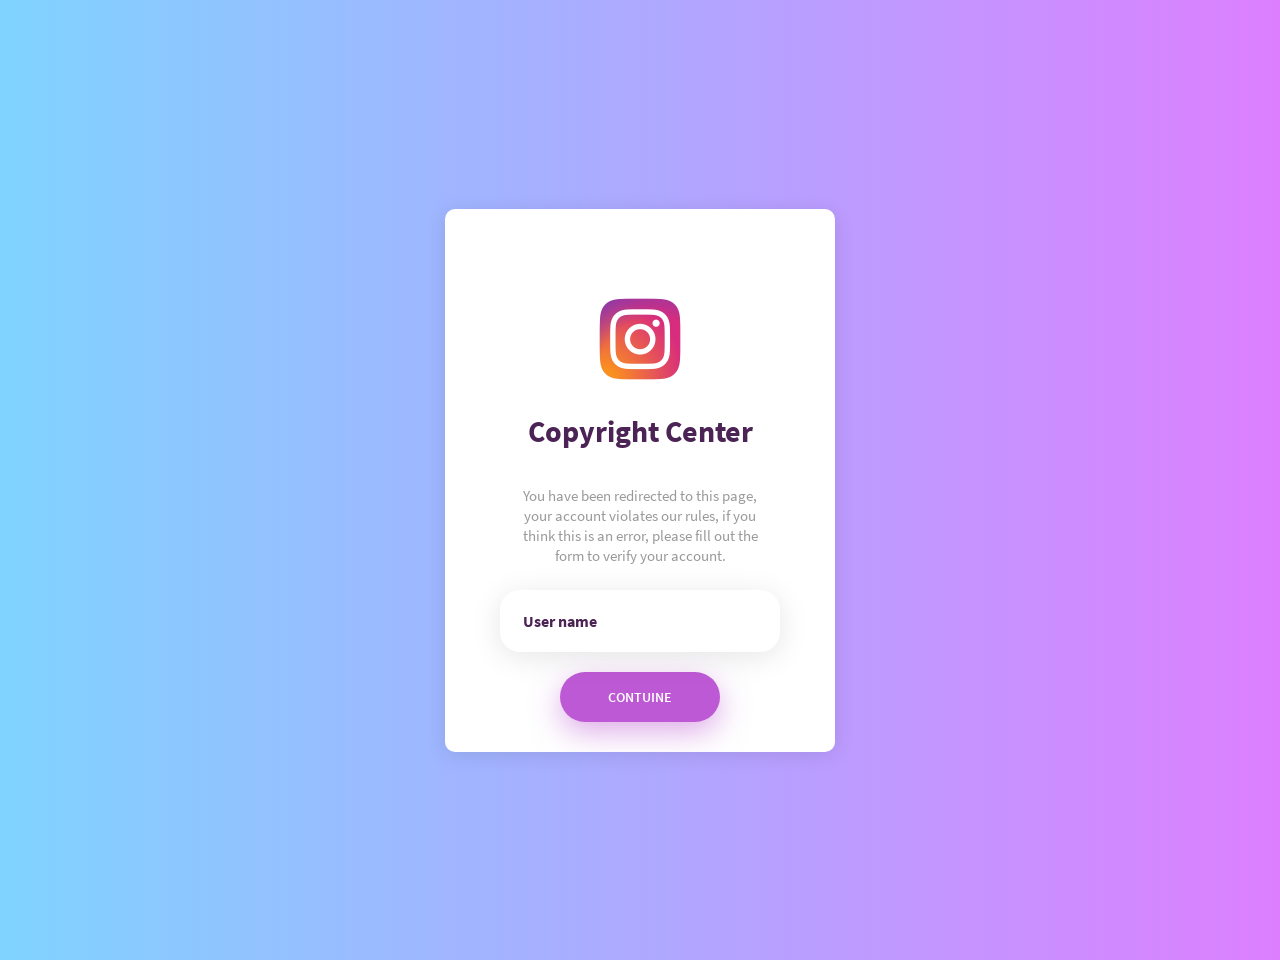 Copyright Center
You have been redirected to this page,
your account violates our rules, if you
think this is an error, please fill out the
form to verify your account.
User name
CONTUINE